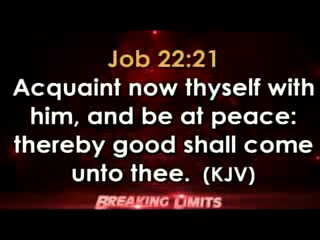 Job 22:21
Acquaint now thyself with
him, and be at peace:
thereby good shall come
unto thee. (KJV)
BREAKING LIMITS